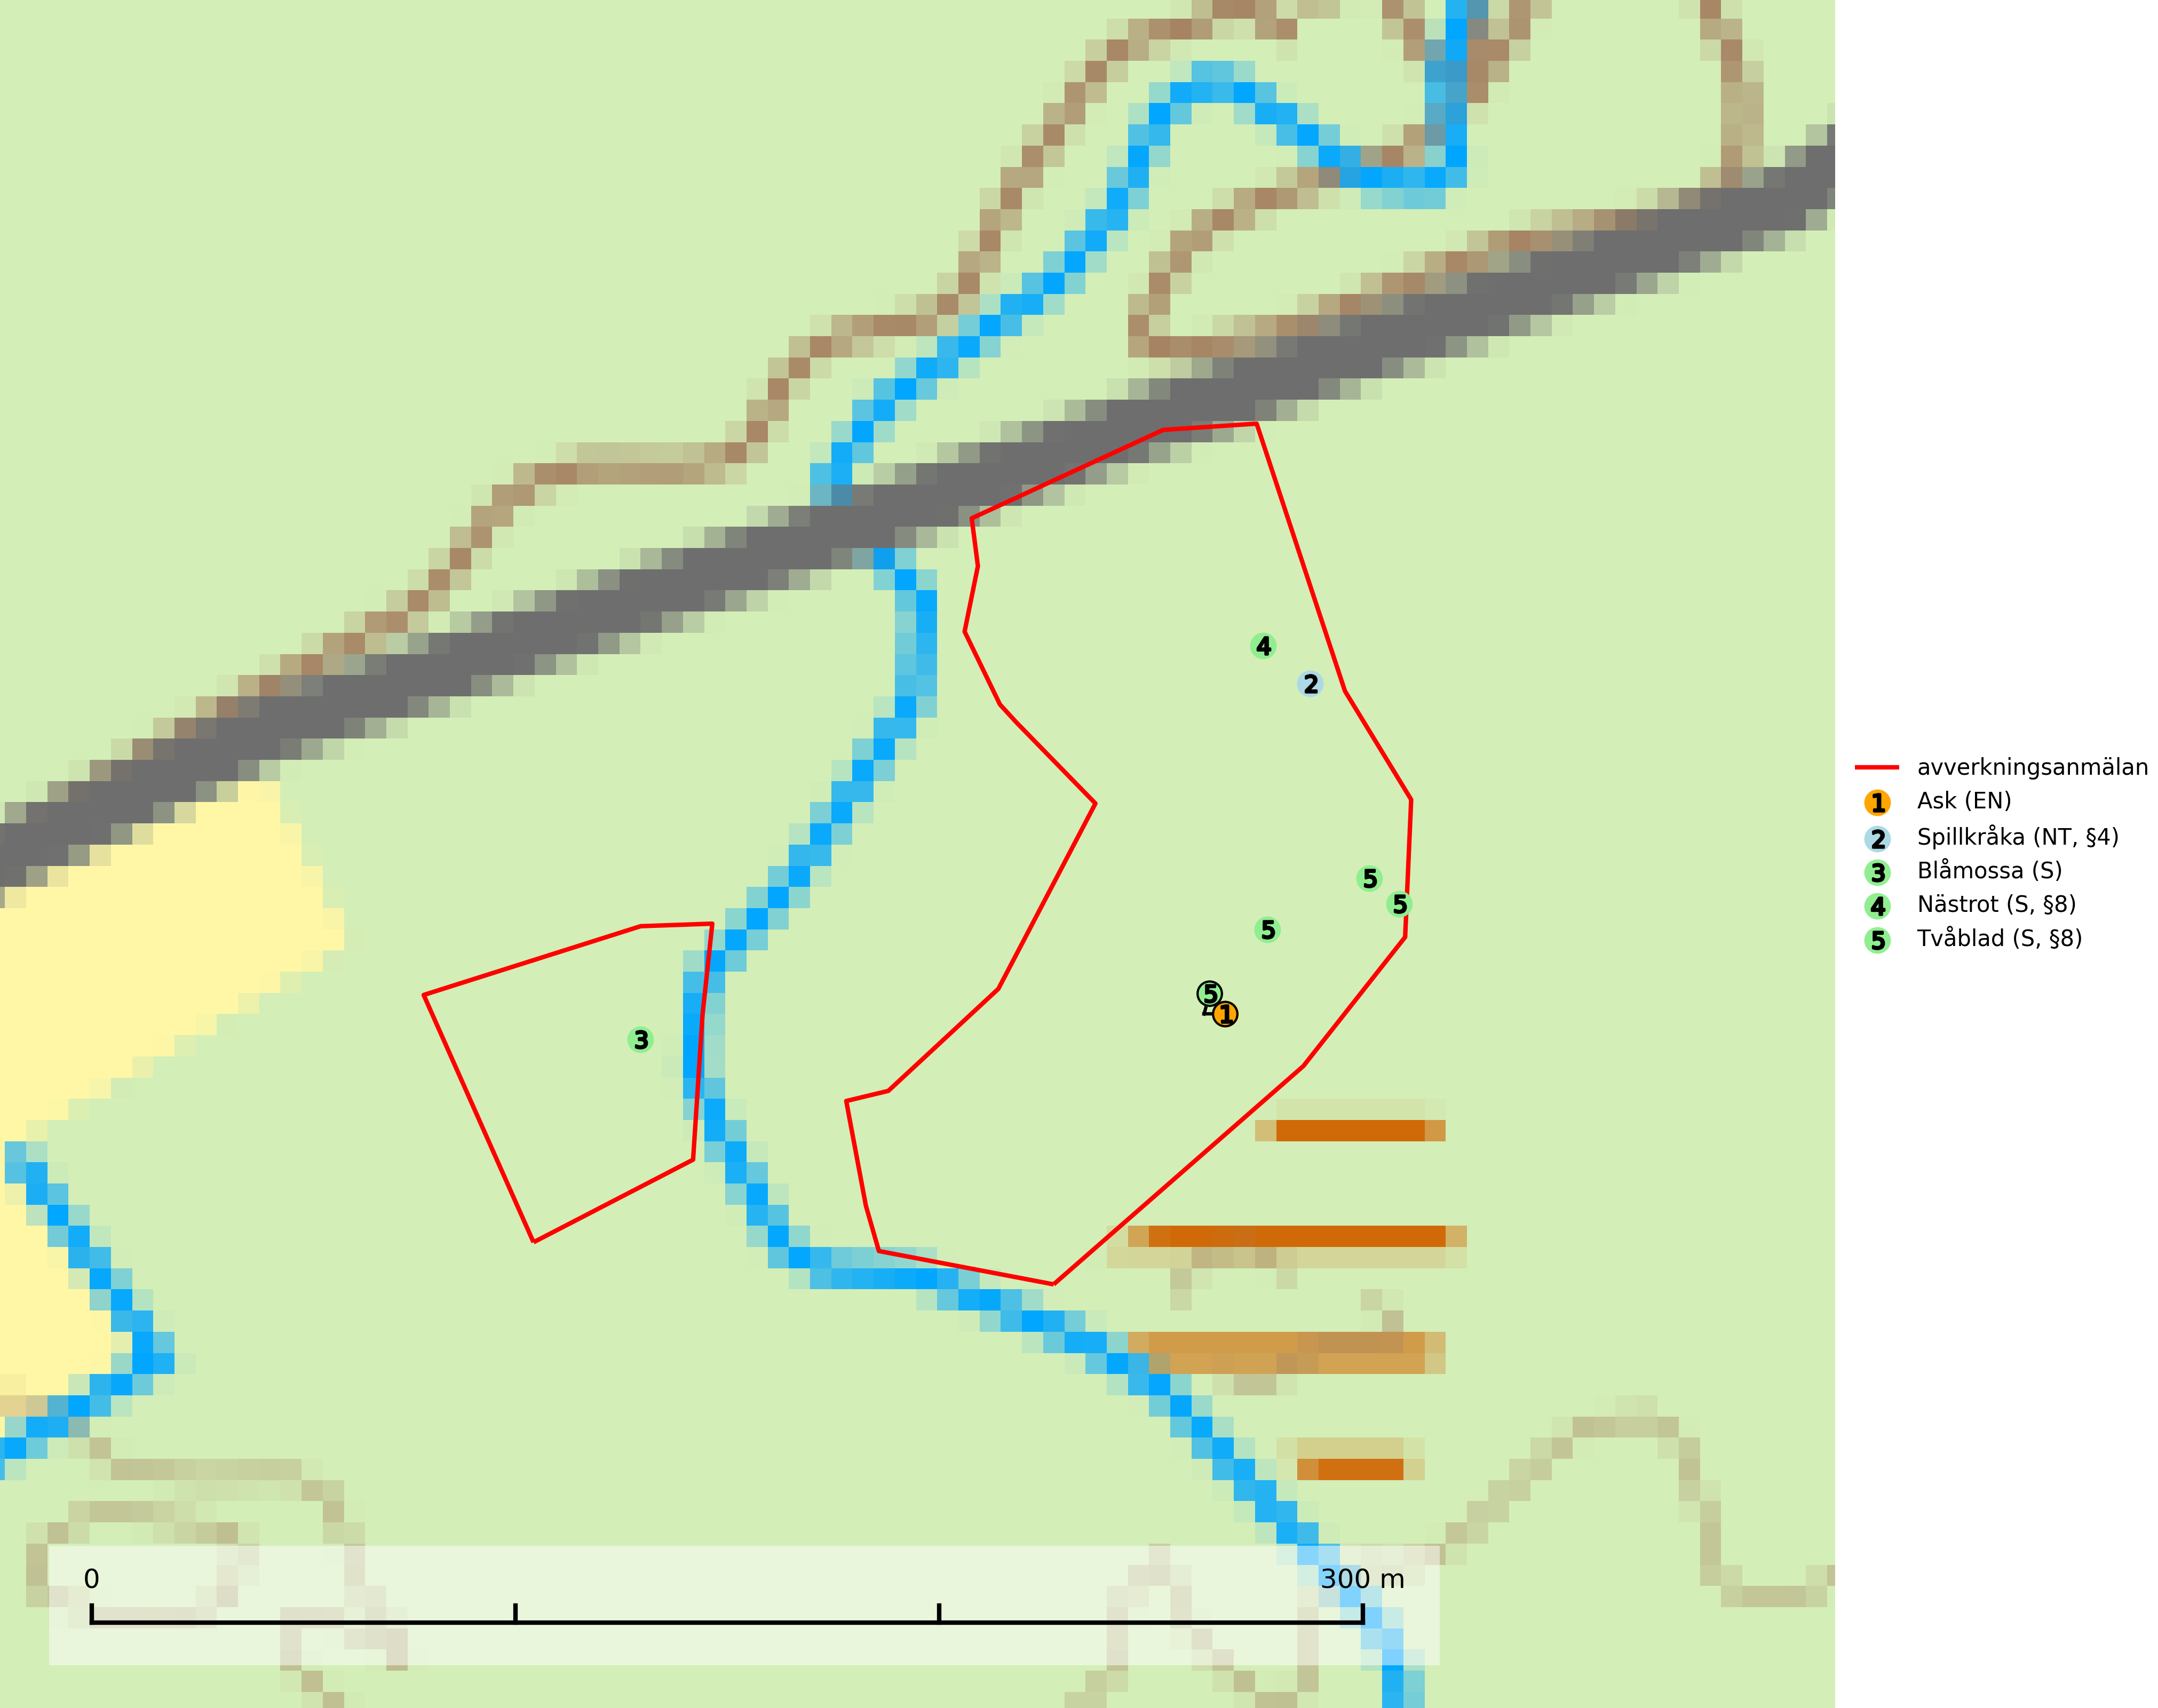 4
2
5
5
5
3
5
1
avverkningsanmälan
1 Ask (EN)
2 Spillkråka (NT, §4)
3 Blåmossa (S)
4 Nästrot (S, §8)
5 Tvåblad (S, §8)
0 300 m